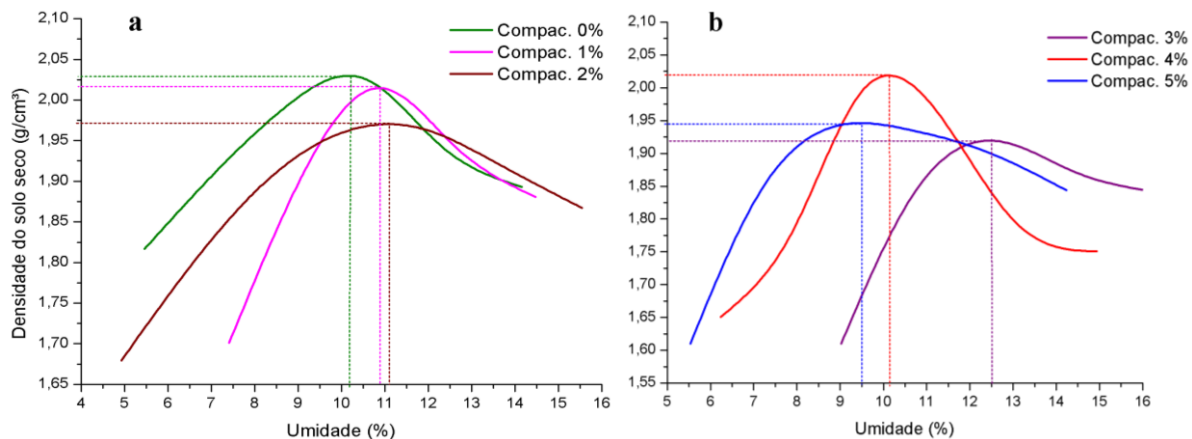 a
Compac. 0%
Compac. 1%
Compac. 2%
Densidade do solo seco (g/cm³)
2,10
2,05
2,00
1,95
1,90
1,85
1,80
1,75
1,70
1,65
4 5 6 7 8 9 10 11 12 13 14 15 16
Umidade (%)
b
Compac. 3%
Compac. 4%
Compac. 5%
2,10
2,05
2,00
1,95
1,90
1,85
1,80
1,75
1,70
1,65
1,60
1,55
5 6 7 8 9 10 11 12 13 14 15 16
Umidade (%)